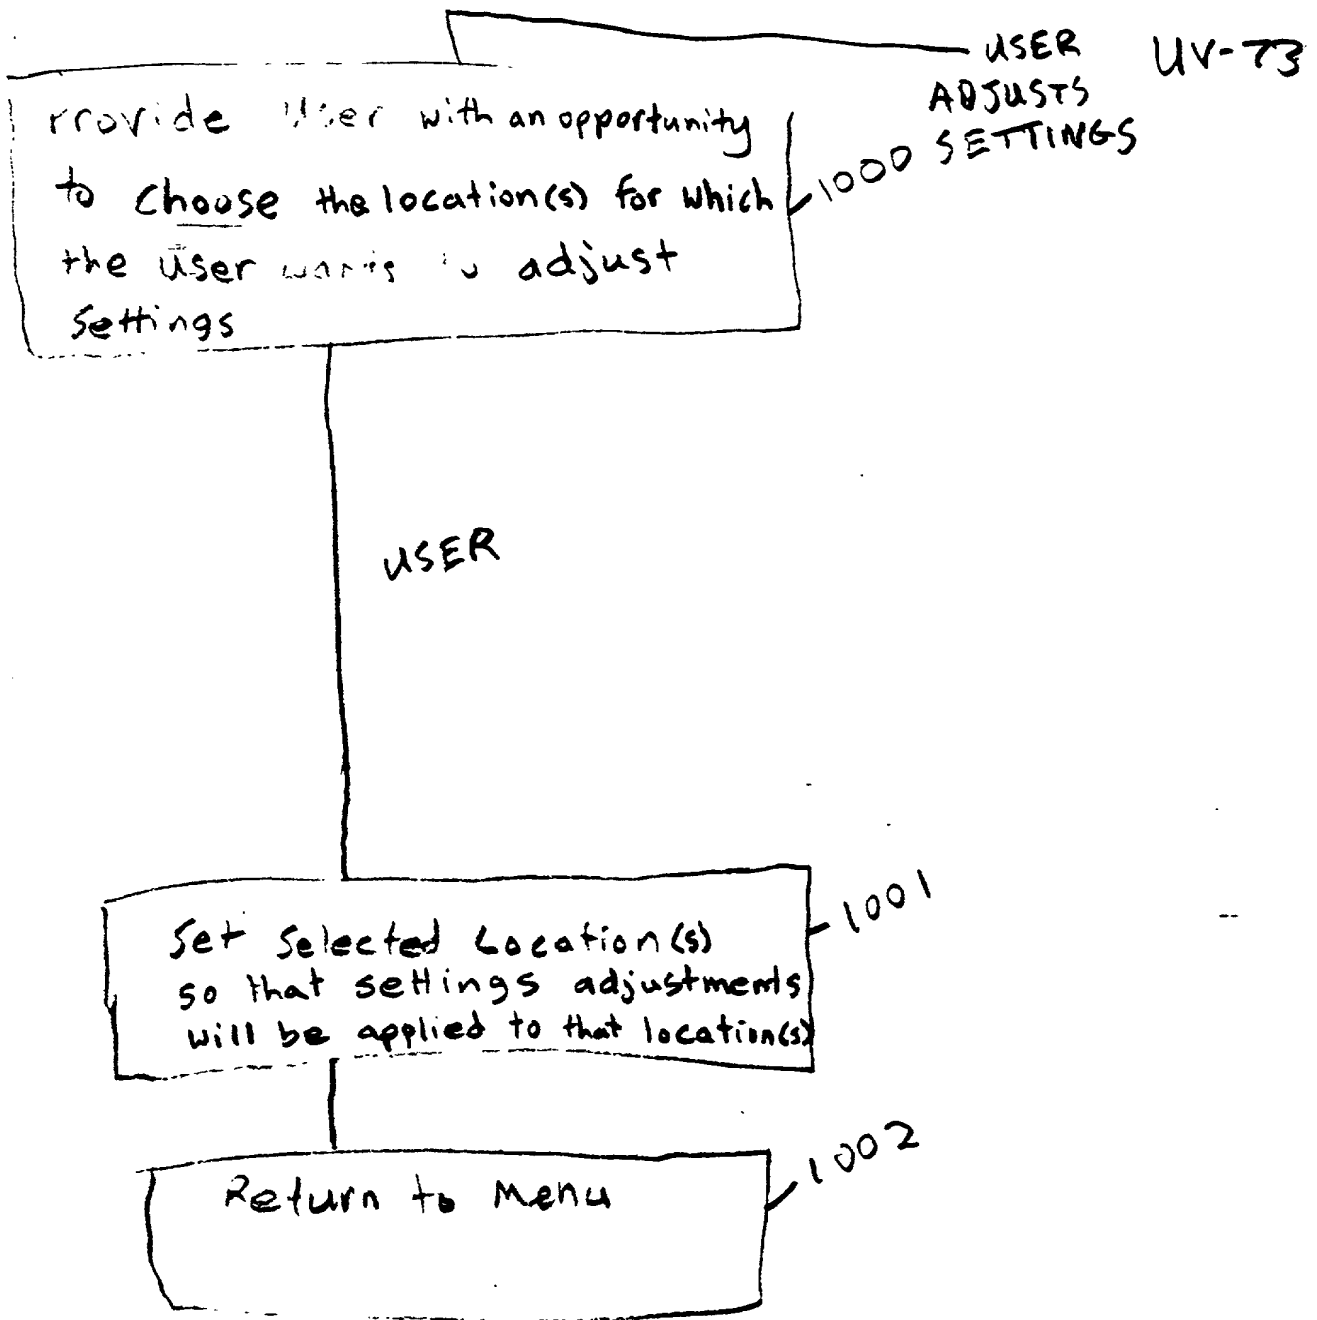 USER UV-73
ADJUSTS
SETTINGS
Provide User with an opportunity
to choose the location(s) for which
the user wants to adjust
settings
1000
USER
Set Selected Location(s)
so that settings adjustments
will be applied to that location(s)
1001
Return to Menu
1002